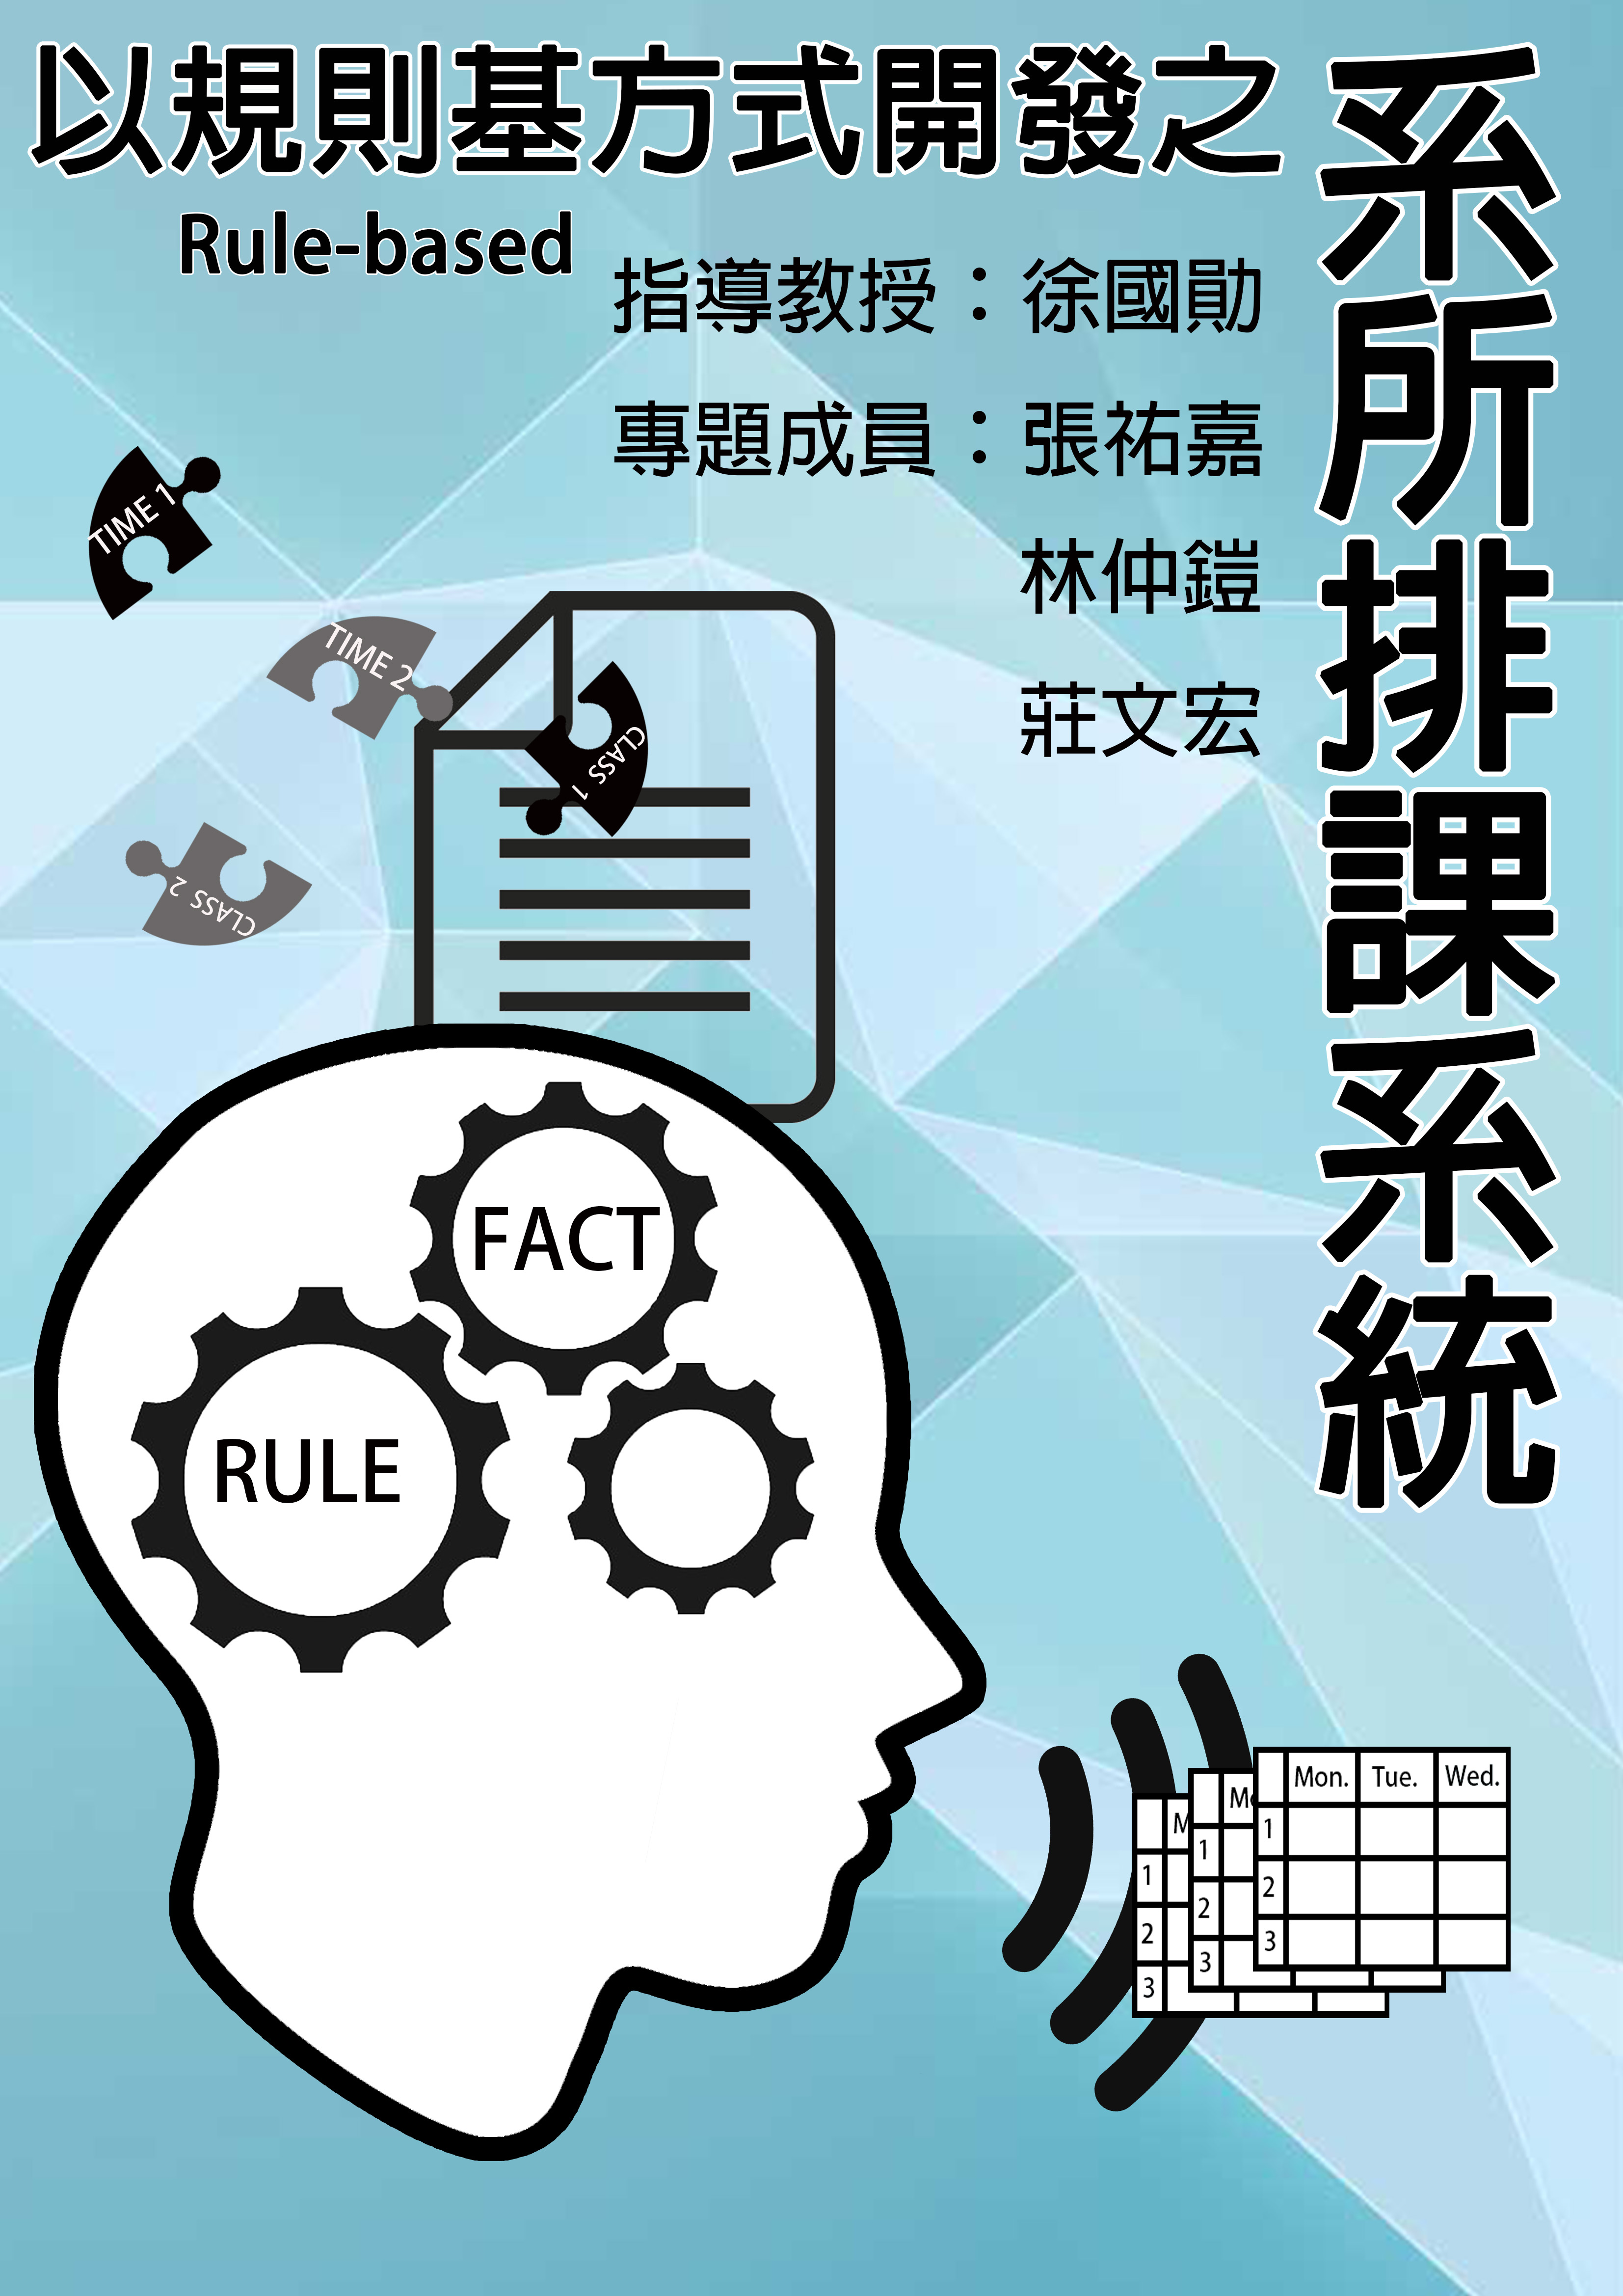 以規則基方式開發之
系所排課系統
Rule-based
指導教授：徐國勛
專題成員：張祐嘉
林仲鎧
莊文宏
TIME 1
TIME 2
CLASS 1
CLASS 2
FACT
RULE
M
1
2
3
Mo
1
2
3
Mon. Tue. Wed.
1
2
3